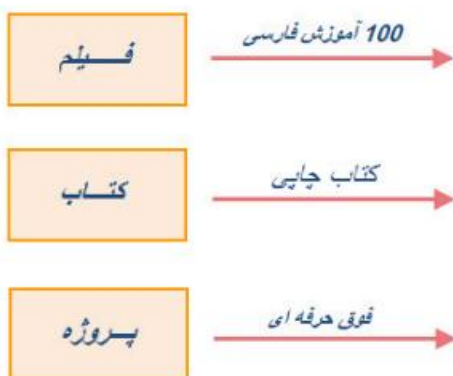 فیلم
100 آموزش فارسی
کتاب
کتاب چاپی
پروژه
فوق حرفه ای